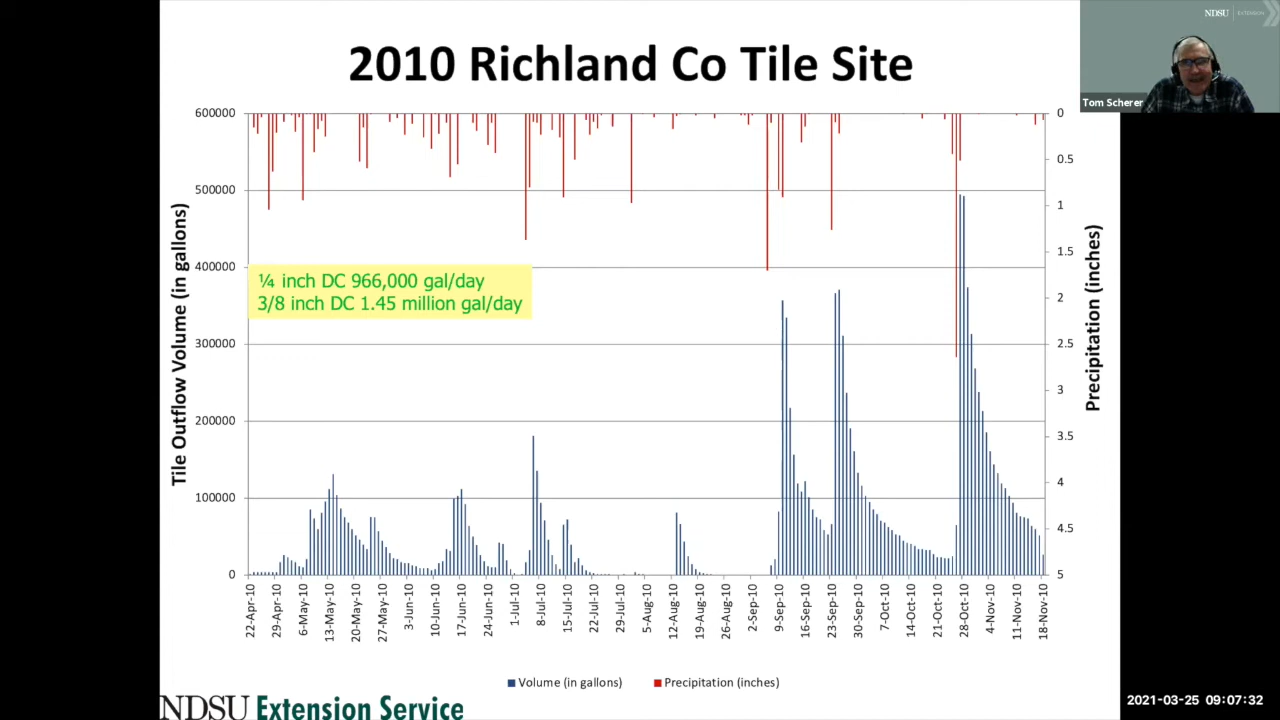 NDSU EXTENSION
2010 Richland Co Tile Site
Tom Scherer
600000
500000
400000
300000
200000
100000
0
Tile Outflow Volume (in gallons)
¼ inch DC 966,000 gal/day
3/8 inch DC 1.45 million gal/day
0
0.5
1
1.5
2
2.5
3
3.5
4
4.5
5
Precipitation (inches)
22-Apr-10
29-Apr-10
6-May-10
13-May-10
20-May-10
27-May-10
3-Jun-10
10-Jun-10
17-Jun-10
24-Jun-10
1-Jul-10
8-Jul-10
15-Jul-10
22-Jul-10
29-Jul-10
5-Aug-10
12-Aug-10
19-Aug-10
26-Aug-10
2-Sep-10
9-Sep-10
16-Sep-10
23-Sep-10
30-Sep-10
7-Oct-10
14-Oct-10
21-Oct-10
28-Oct-10
4-Nov-10
11-Nov-10
18-Nov-10
Volume (in gallons) Precipitation (inches)
NDSU Extension Service
2021-03-25 09:07:32